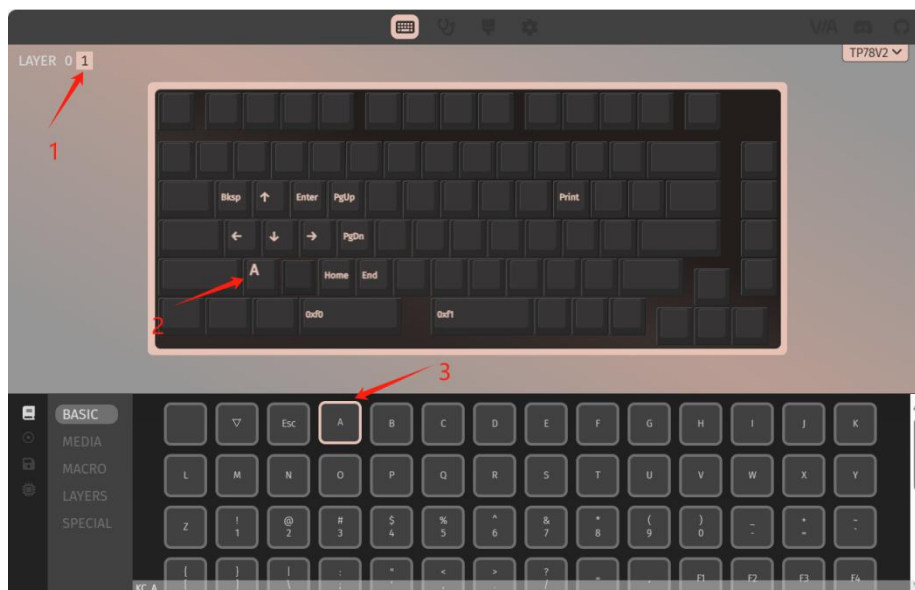 VIA
LAYER 0 1
TP78V2
1
Bksp ↑ Enter PgUp Print
← ↓ → PgDn
A Home End
2
0xf0 0xf1
3
BASIC ▽ Esc A B C D E F G H I J K
MEDIA
MACRO
L M N O P Q R S T U V W X Y
LAYERS
SPECIAL
Z ! @ # $ % ^ & * ( ) _ + ~
1 2 3 4 5 6 7 8 9 0 - = `
{ } | : " < > ?
F1 F2 F3 F4
KC_A